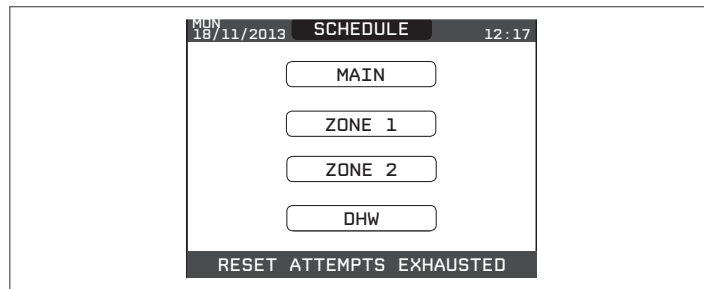 MON
18/11/2013 SCHEDULE 12:17
MAIN
ZONE 1
ZONE 2
DHW
RESET ATTEMPTS EXHAUSTED